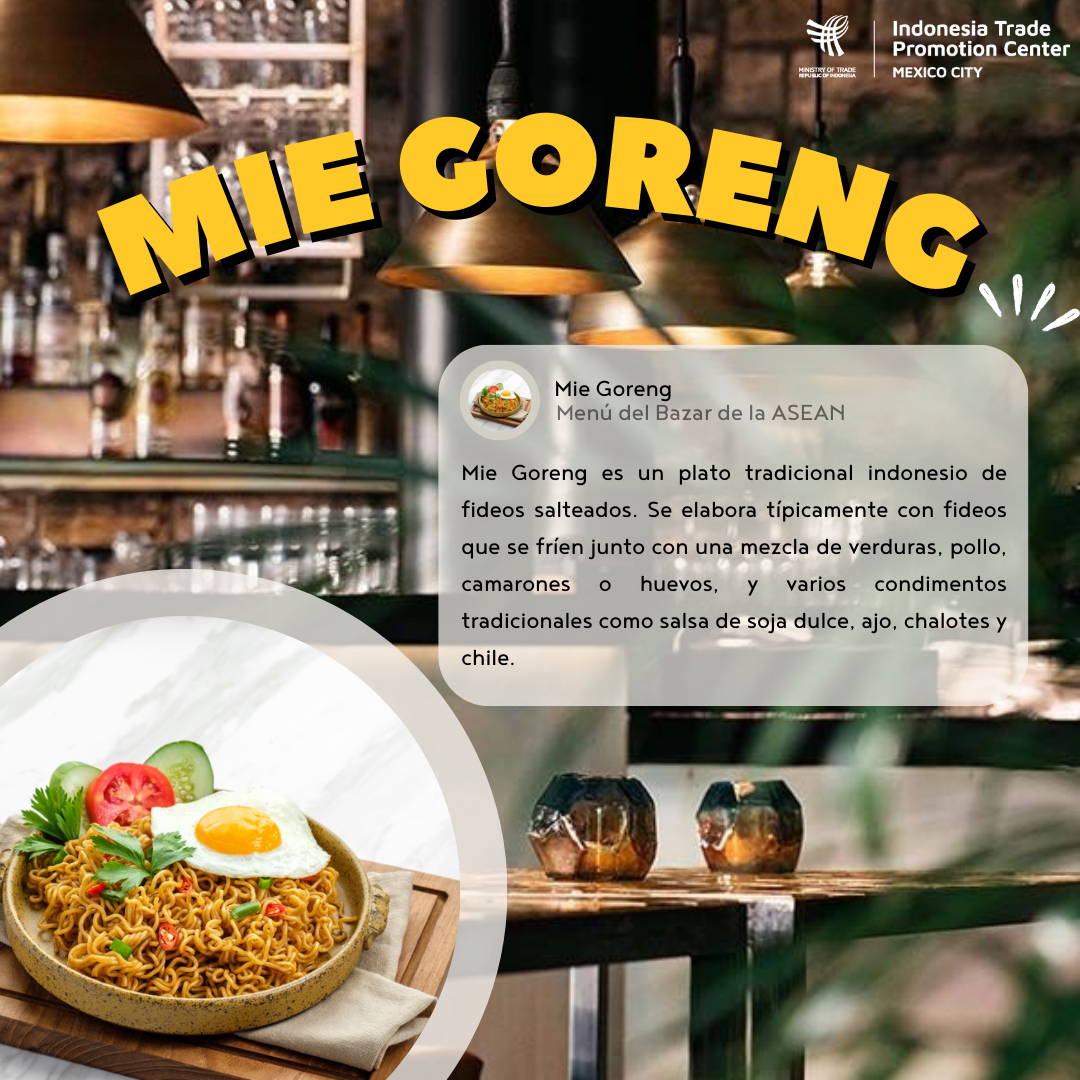 Indonesia Trade
Promotion Center
MEXICO CITY
MINISTRY OF TRADE
REPUBLIC OF INDONESIA
MIE GORENG
Mie Goreng
Menú del Bazar de la ASEAN
Mie Goreng es un plato tradicional indonesio de
fideos salteados. Se elabora típicamente con fideos
que se fríen junto con una mezcla de verduras, pollo,
camarones o huevos, y varios condimentos
tradicionales como salsa de soja dulce, ajo, chalotes y
chile.